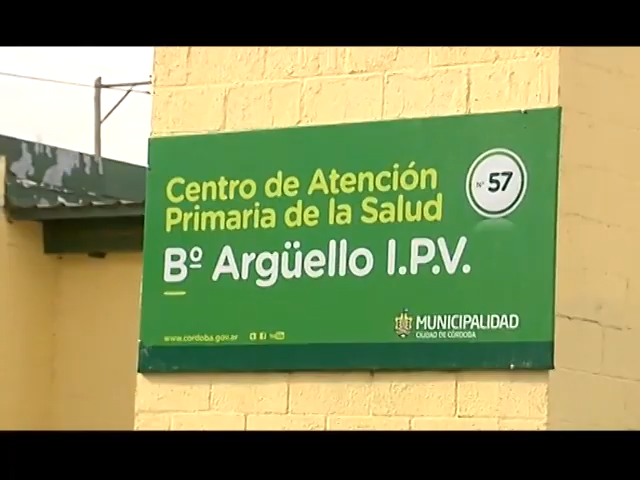 Centro de Atención
Primaria de la Salud
Nº 57
Bº Argüello I.P.V.
www.cordoba.gov.ar
MUNICIPALIDAD
CIUDAD DE CÓRDOBA